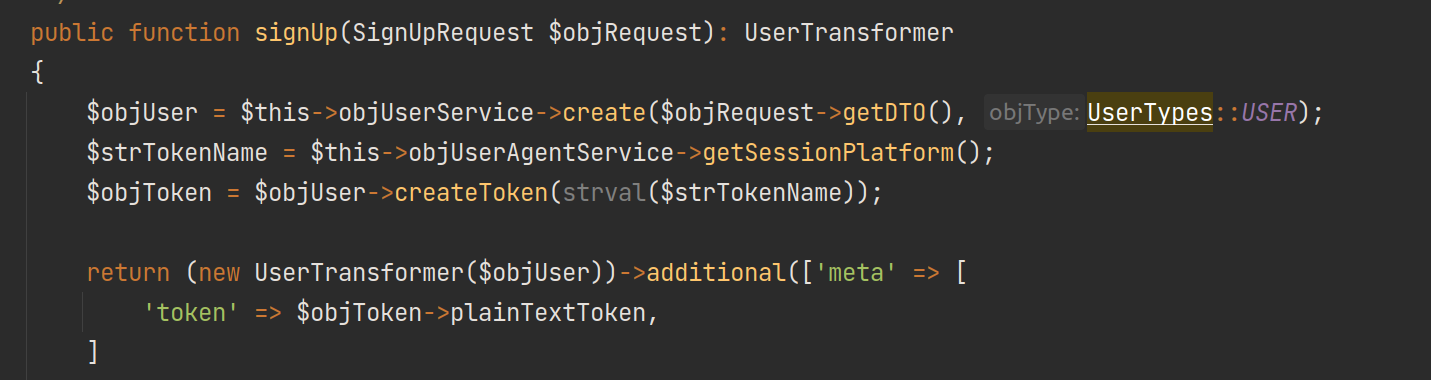 public function signUp(SignUpRequest $objRequest): UserTransformer
{
$objUser = $this->objUserService->create($objRequest->getDTO(), objType: UserTypes::USER);
$strTokenName = $this->objUserAgentService->getSessionPlatform();
$objToken = $objUser->createToken(strval($strTokenName));
return (new UserTransformer($objUser))->additional(['meta' => [
'token' => $objToken->plainTextToken,
]